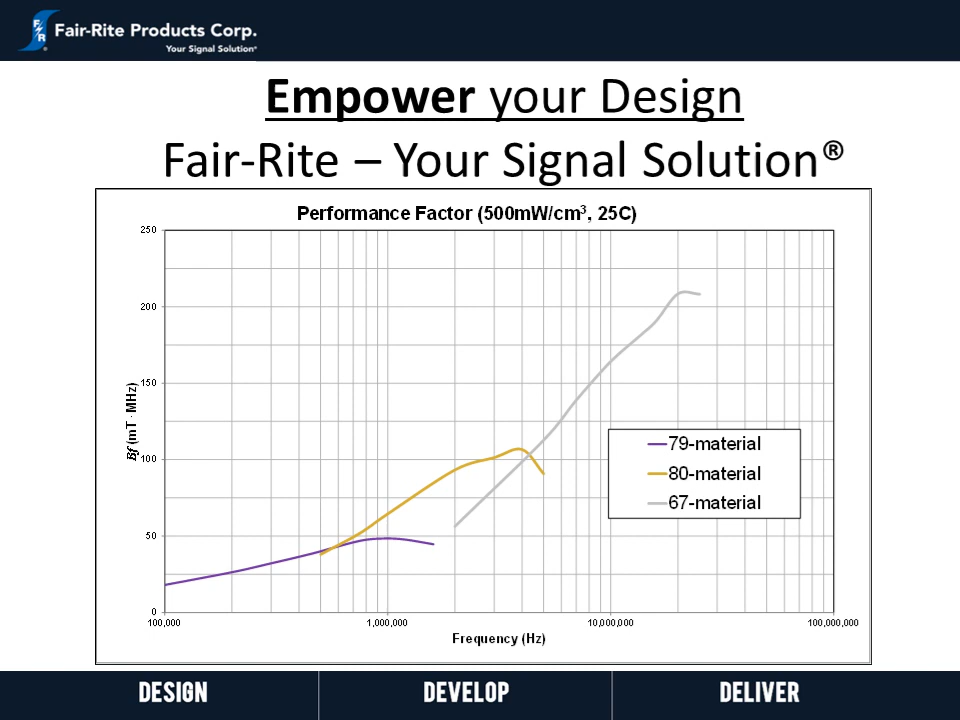 F/R
Fair-Rite Products Corp.
Your Signal Solution®
Empower your Design
Fair-Rite – Your Signal Solution®
Performance Factor (500mW/cm³, 25C)
250
200
150
100
50
0
Bf (mT · MHz)
79-material
80-material
67-material
100,000
1,000,000
10,000,000
100,000,000
Frequency (Hz)
DESIGN
DEVELOP
DELIVER